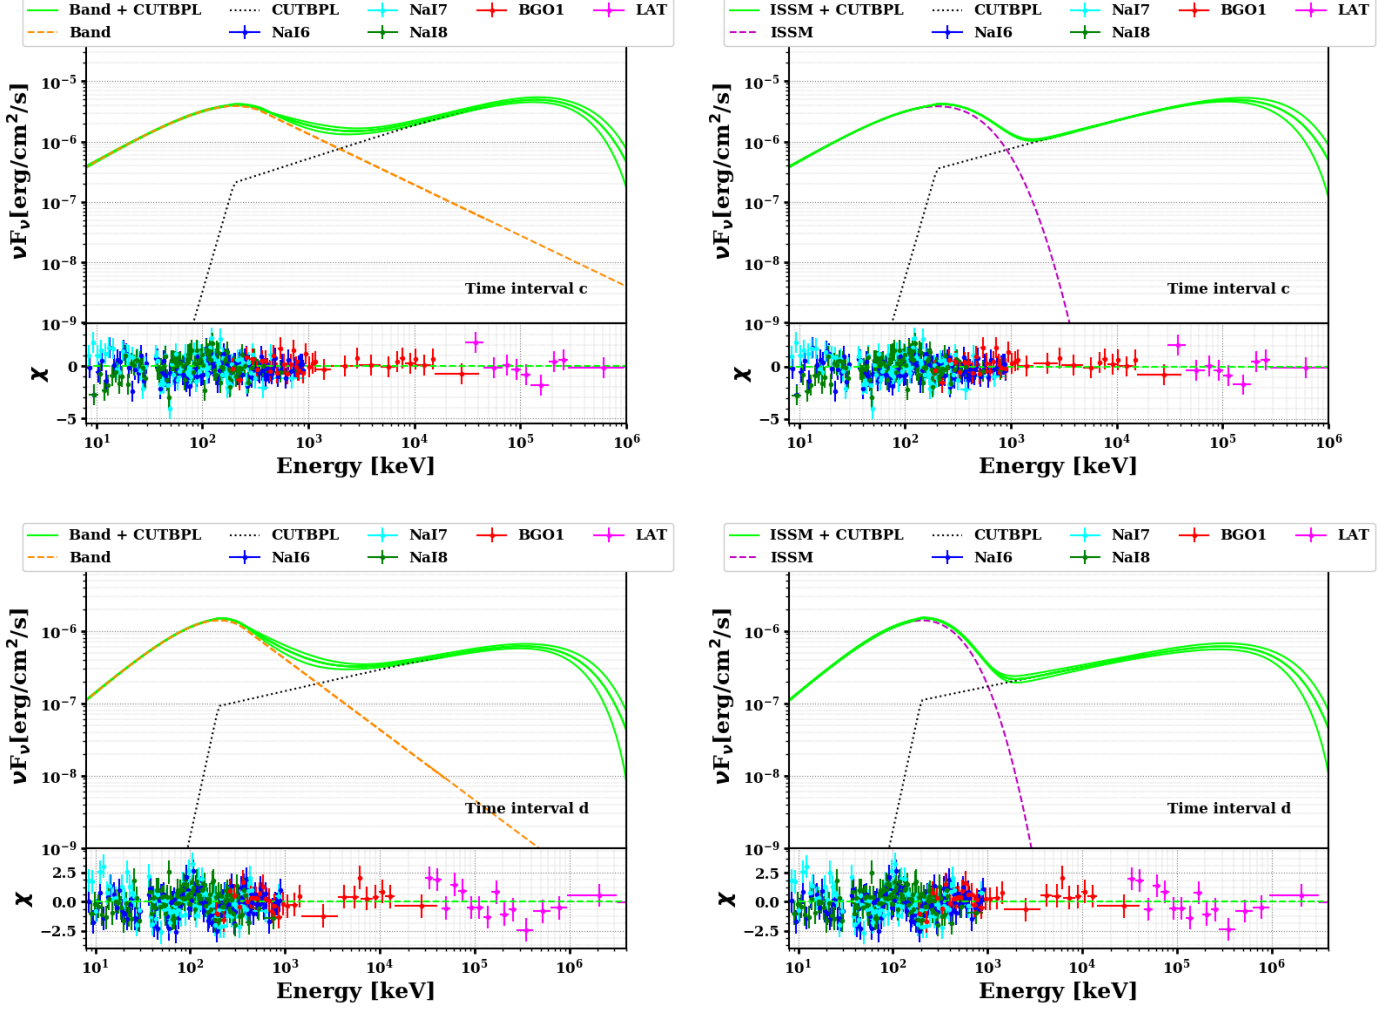 Band + CUTBPL CUTBPL NaI7 BGO1 LAT
Band NaI6 NaI8
νFν[erg/cm²/s]
10⁻⁵
10⁻⁶
10⁻⁷
10⁻⁸
10⁻⁹
Time interval c
χ
0
−5
10¹ 10² 10³ 10⁴ 10⁵ 10⁶
Energy [keV]
ISSM + CUTBPL CUTBPL NaI7 BGO1 LAT
ISSM NaI6 NaI8
νFν[erg/cm²/s]
10⁻⁵
10⁻⁶
10⁻⁷
10⁻⁸
10⁻⁹
Time interval c
χ
0
−5
10¹ 10² 10³ 10⁴ 10⁵ 10⁶
Energy [keV]
Band + CUTBPL CUTBPL NaI7 BGO1 LAT
Band NaI6 NaI8
νFν[erg/cm²/s]
10⁻⁶
10⁻⁷
10⁻⁸
10⁻⁹
Time interval d
χ
2.5
0.0
−2.5
10¹ 10² 10³ 10⁴ 10⁵ 10⁶
Energy [keV]
ISSM + CUTBPL CUTBPL NaI7 BGO1 LAT
ISSM NaI6 NaI8
νFν[erg/cm²/s]
10⁻⁶
10⁻⁷
10⁻⁸
10⁻⁹
Time interval d
χ
2.5
0.0
−2.5
10¹ 10² 10³ 10⁴ 10⁵ 10⁶
Energy [keV]